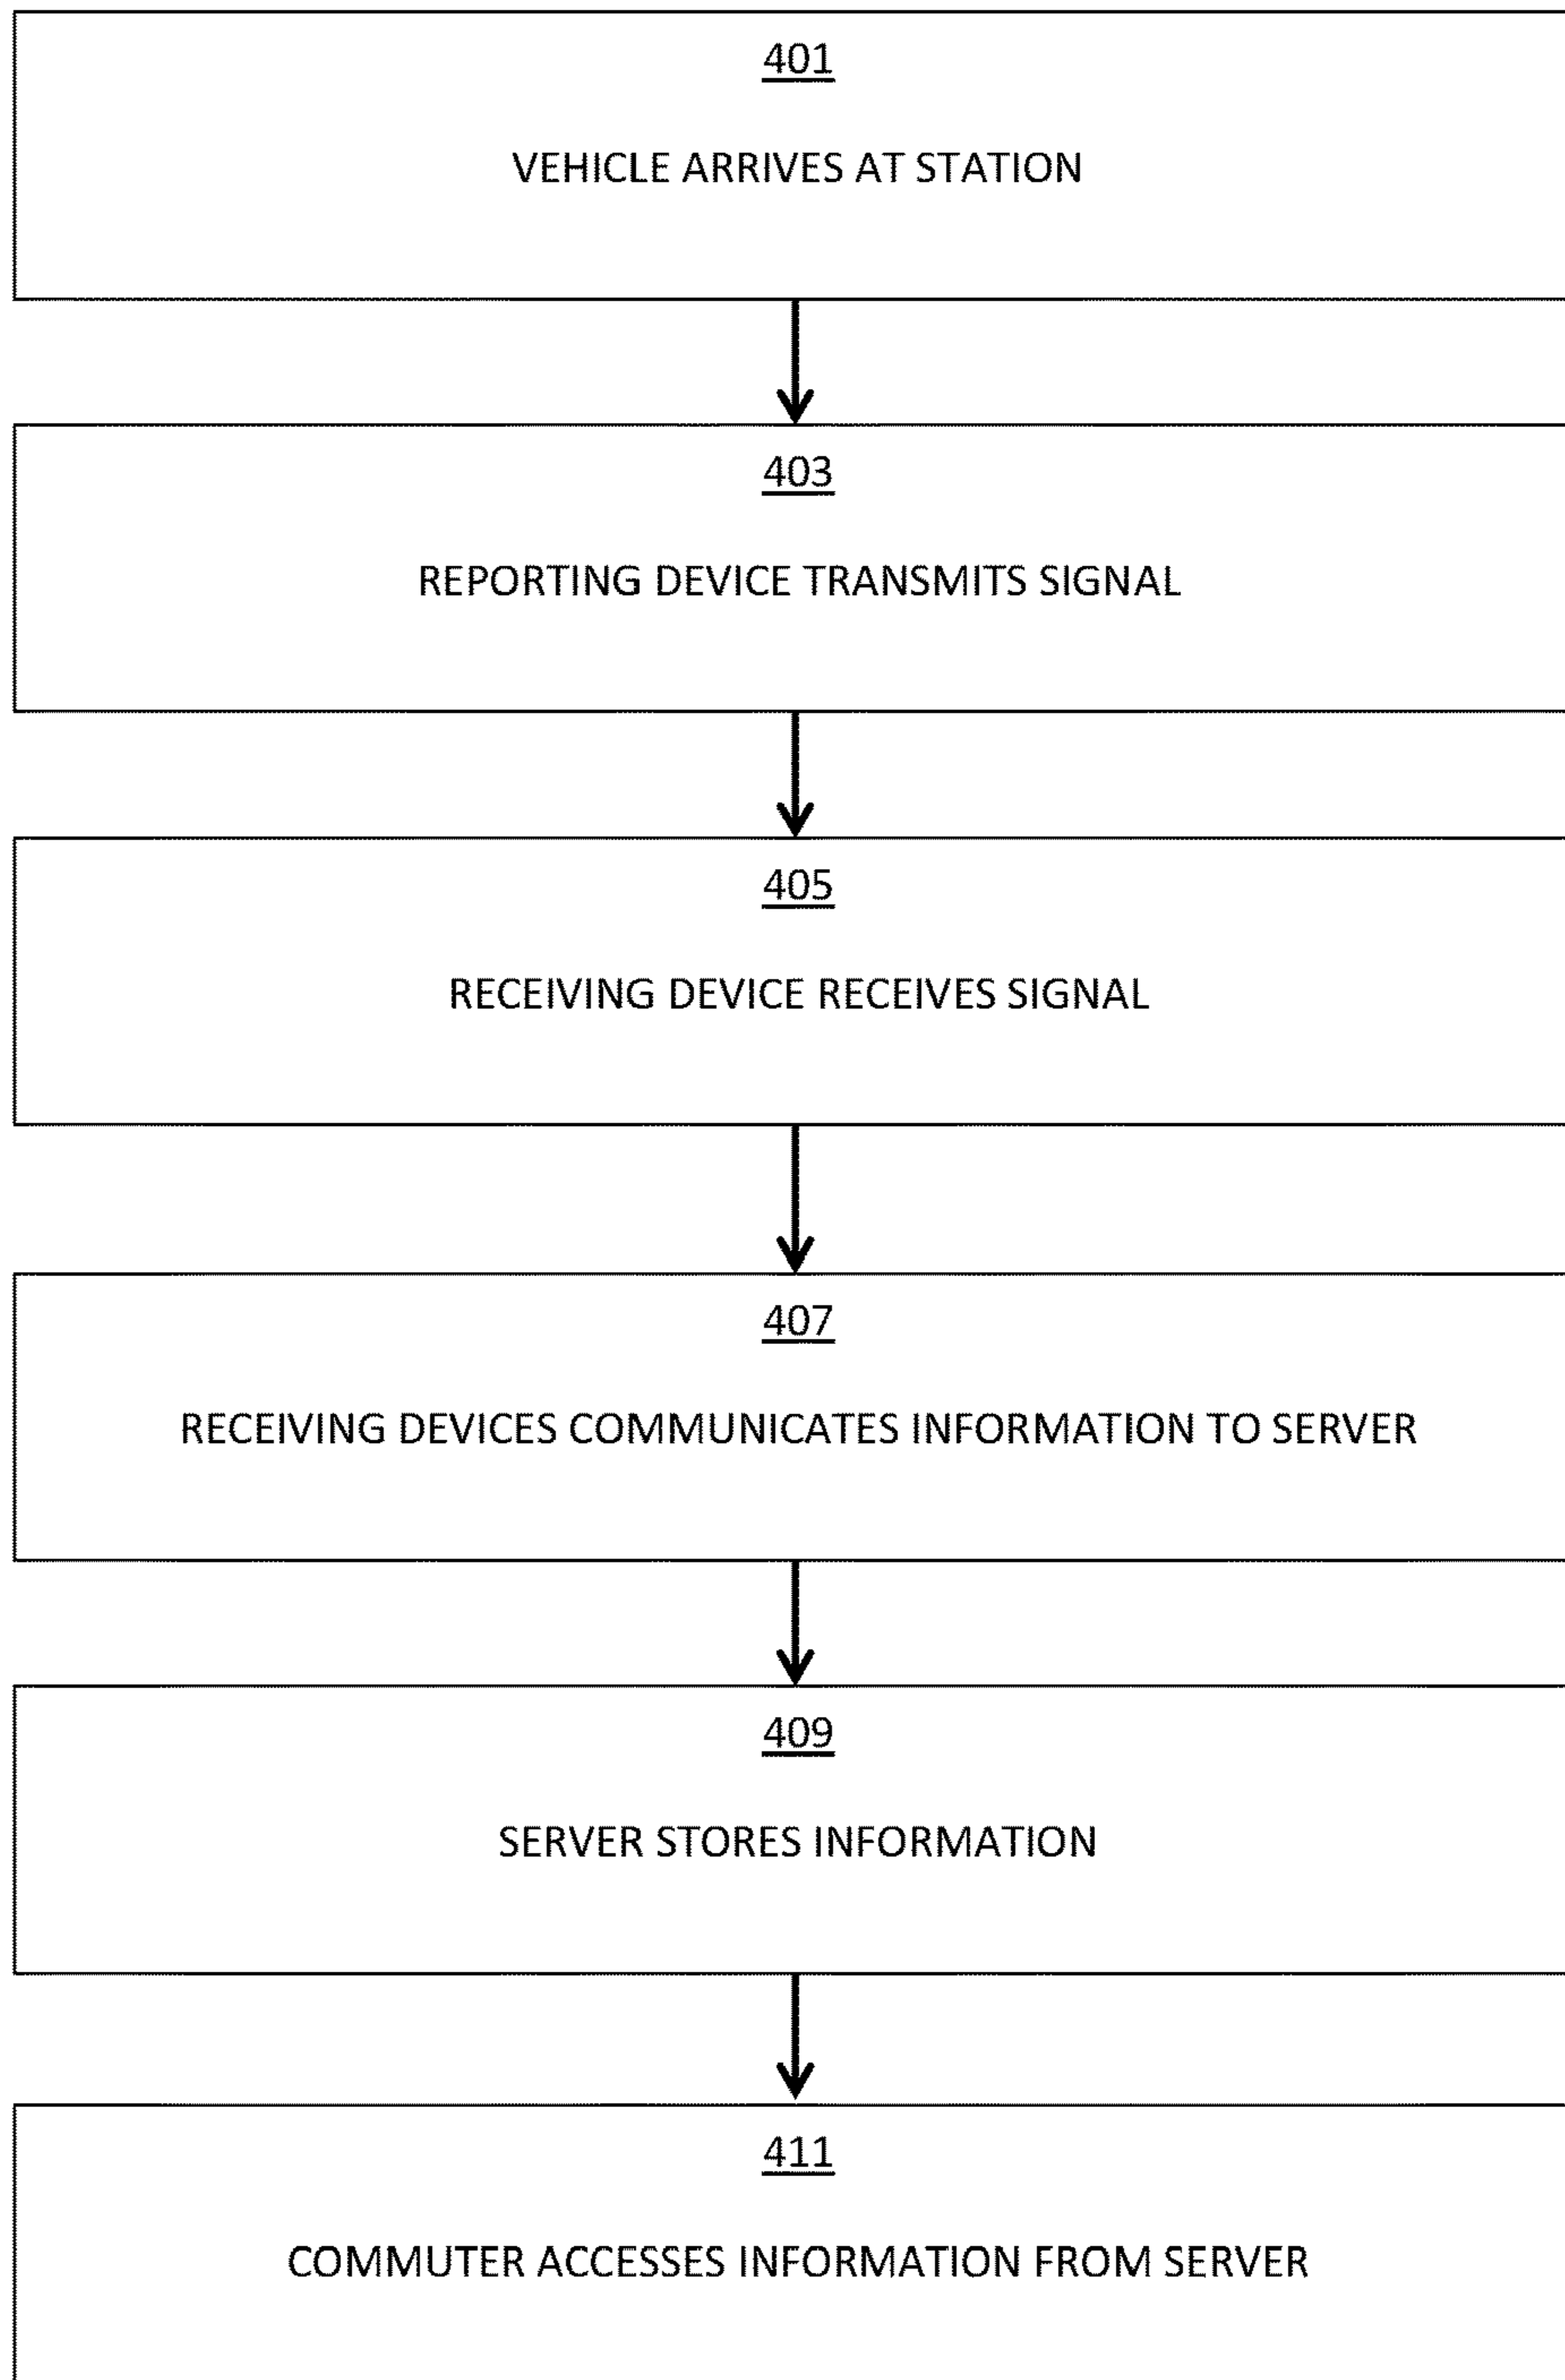 401
VEHICLE ARRIVES AT STATION
403
REPORTING DEVICE TRANSMITS SIGNAL
405
RECEIVING DEVICE RECEIVES SIGNAL
407
RECEIVING DEVICES COMMUNICATES INFORMATION TO SERVER
409
SERVER STORES INFORMATION
411
COMMUTER ACCESSES INFORMATION FROM SERVER